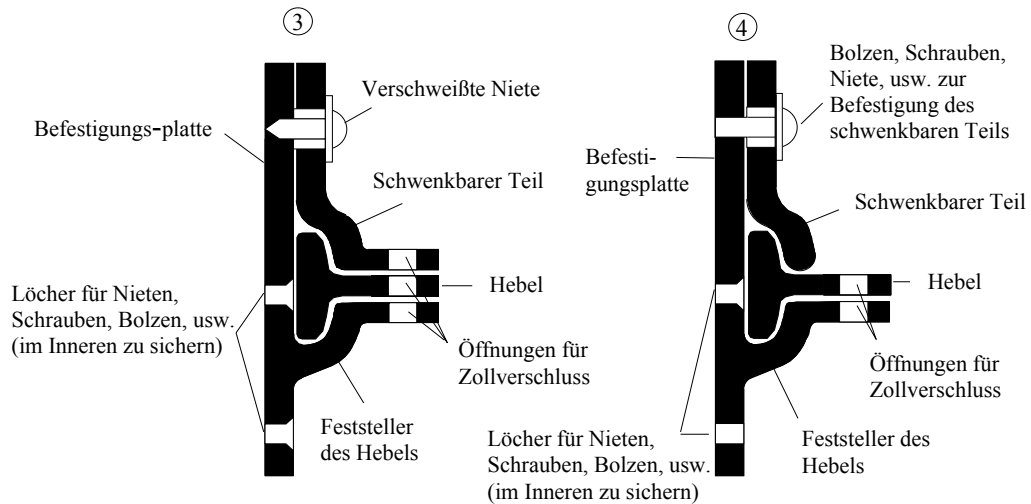 ③
Verschweißte Niete
Befestigungs-platte
Schwenkbarer Teil
Hebel
Löcher für Nieten,
Schrauben, Bolzen, usw.
(im Inneren zu sichern)
Öffnungen für
Zollverschluss
Feststeller
des Hebels
④
Bolzen, Schrauben,
Niete, usw. zur
Befestigung des
schwenkbaren Teils
Befesti-
gungsplatte
Schwenkbarer Teil
Hebel
Öffnungen für
Zollverschluss
Löcher für Nieten,
Schrauben, Bolzen, usw.
(im Inneren zu sichern)
Feststeller des
Hebels